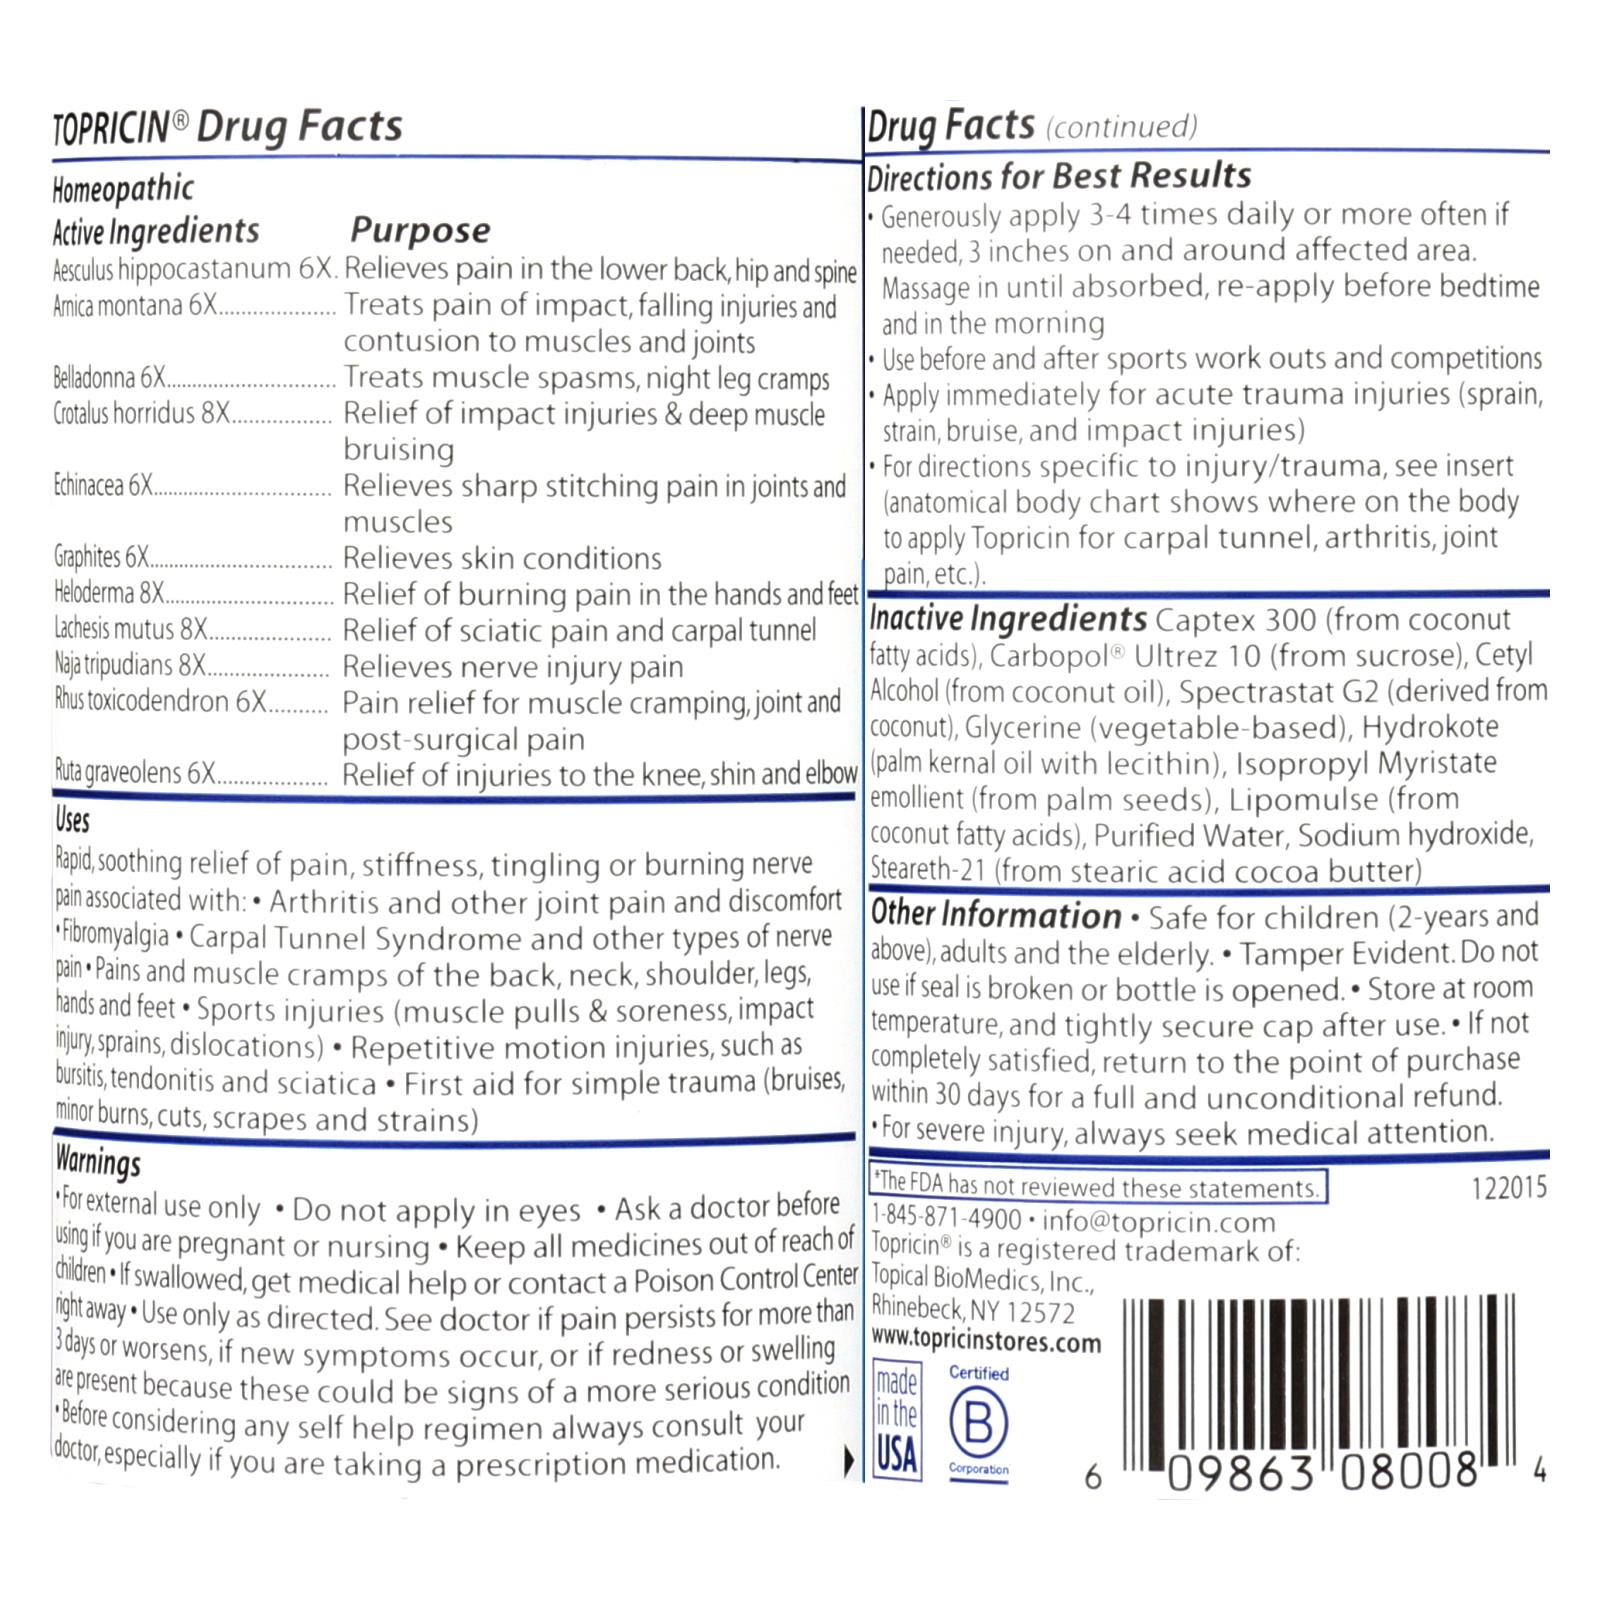 TOPRICIN® Drug Facts
Homeopathic
Active Ingredients Purpose
Aesculus hippocastanum 6X. Relieves pain in the lower back, hip and spine
Arnica montana 6X..................... Treats pain of impact, falling injuries and
contusion to muscles and joints
Belladonna 6X.............................. Treats muscle spasms, night leg cramps
Crotalus horridus 8X................. Relief of impact injuries & deep muscle
bruising
Echinacea 6X............................... Relieves sharp stitching pain in joints and
muscles
Graphites 6X................................ Relieves skin conditions
Heloderma 8X.............................. Relief of burning pain in the hands and feet
Lachesis mutus 8X..................... Relief of sciatic pain and carpal tunnel
Naja tripudians 8X..................... Relieves nerve injury pain
Rhus toxicodendron 6X.......... Pain relief for muscle cramping, joint and
post-surgical pain
Ruta graveolens 6X................... Relief of injuries to the knee, shin and elbow
Uses
Rapid, soothing relief of pain, stiffness, tingling or burning nerve
pain associated with: • Arthritis and other joint pain and discomfort
• Fibromyalgia • Carpal Tunnel Syndrome and other types of nerve
pain • Pains and muscle cramps of the back, neck, shoulder, legs,
hands and feet • Sports injuries (muscle pulls & soreness, impact
injury, sprains, dislocations) • Repetitive motion injuries, such as
bursitis, tendonitis and sciatica • First aid for simple trauma (bruises,
minor burns, cuts, scrapes and strains)
Warnings
• For external use only • Do not apply in eyes • Ask a doctor before
using if you are pregnant or nursing • Keep all medicines out of reach of
children • If swallowed, get medical help or contact a Poison Control Center
right away • Use only as directed. See doctor if pain persists for more than
3 days or worsens, if new symptoms occur, or if redness or swelling
are present because these could be signs of a more serious condition
• Before considering any self help regimen always consult your
doctor, especially if you are taking a prescription medication.
Drug Facts (continued)
Directions for Best Results
• Generously apply 3-4 times daily or more often if
needed, 3 inches on and around affected area.
Massage in until absorbed, re-apply before bedtime
and in the morning
• Use before and after sports work outs and competitions
• Apply immediately for acute trauma injuries (sprain,
strain, bruise, and impact injuries)
• For directions specific to injury/trauma, see insert
(anatomical body chart shows where on the body
to apply Topricin for carpal tunnel, arthritis, joint
pain, etc.).
Inactive Ingredients Captex 300 (from coconut
fatty acids), Carbopol® Ultrez 10 (from sucrose), Cetyl
Alcohol (from coconut oil), Spectrastat G2 (derived from
coconut), Glycerine (vegetable-based), Hydrokote
(palm kernal oil with lecithin), Isopropyl Myristate
emollient (from palm seeds), Lipomulse (from
coconut fatty acids), Purified Water, Sodium hydroxide,
Steareth-21 (from stearic acid cocoa butter)
Other Information • Safe for children (2-years and
above), adults and the elderly. • Tamper Evident. Do not
use if seal is broken or bottle is opened. • Store at room
temperature, and tightly secure cap after use. • If not
completely satisfied, return to the point of purchase
within 30 days for a full and unconditional refund.
• For severe injury, always seek medical attention.
⁺The FDA has not reviewed these statements. 122015
1-845-871-4900 • info@topricin.com
Topricin® is a registered trademark of:
Topical BioMedics, Inc.,
Rhinebeck, NY 12572
www.topricinstores.com
made
in the
USA
Certified
B
Corporation
6 09863 08008 4